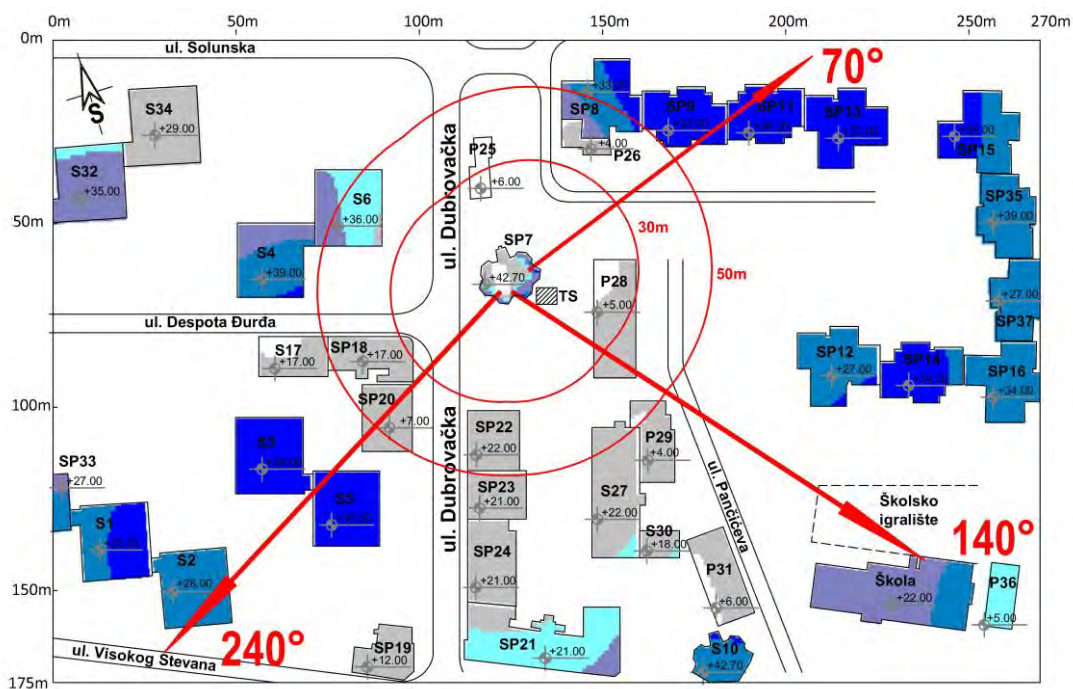 0m 50m 100m 150m 200m 250m 270m
0m
50m
100m
150m
175m
ul. Solunska
S
S34
+29.00
S32
+35.00
S6
+36.00
S4
+39.00
ul. Dubrovačka
P25
+6.00
SP7
+42.70
TS
30m
50m
70°
+33.00
SP8
+4.00
P26
SP9
SP11
SP13
SP15
SP35
+39.00
+27.00
SP37
P28
+5.00
ul. Despota Đurđa
S17
+17.00
SP18
+17.00
SP20
+7.00
SP12
+27.00
SP14
SP16
+34.00
ul. Dubrovačka
SP22
+22.00
SP23
+21.00
SP24
+21.00
P29
+4.00
S27
+22.00
S30
+18.00
ul. Pančićeva
P31
+6.00
S3
S5
SP33
+27.00
S1
S2
+28.00
Školsko
igralište
140°
Škola
+22.00
P36
+5.00
240°
ul. Visokog Stevana
SP19
+12.00
SP21
+21.00
S10
+42.70